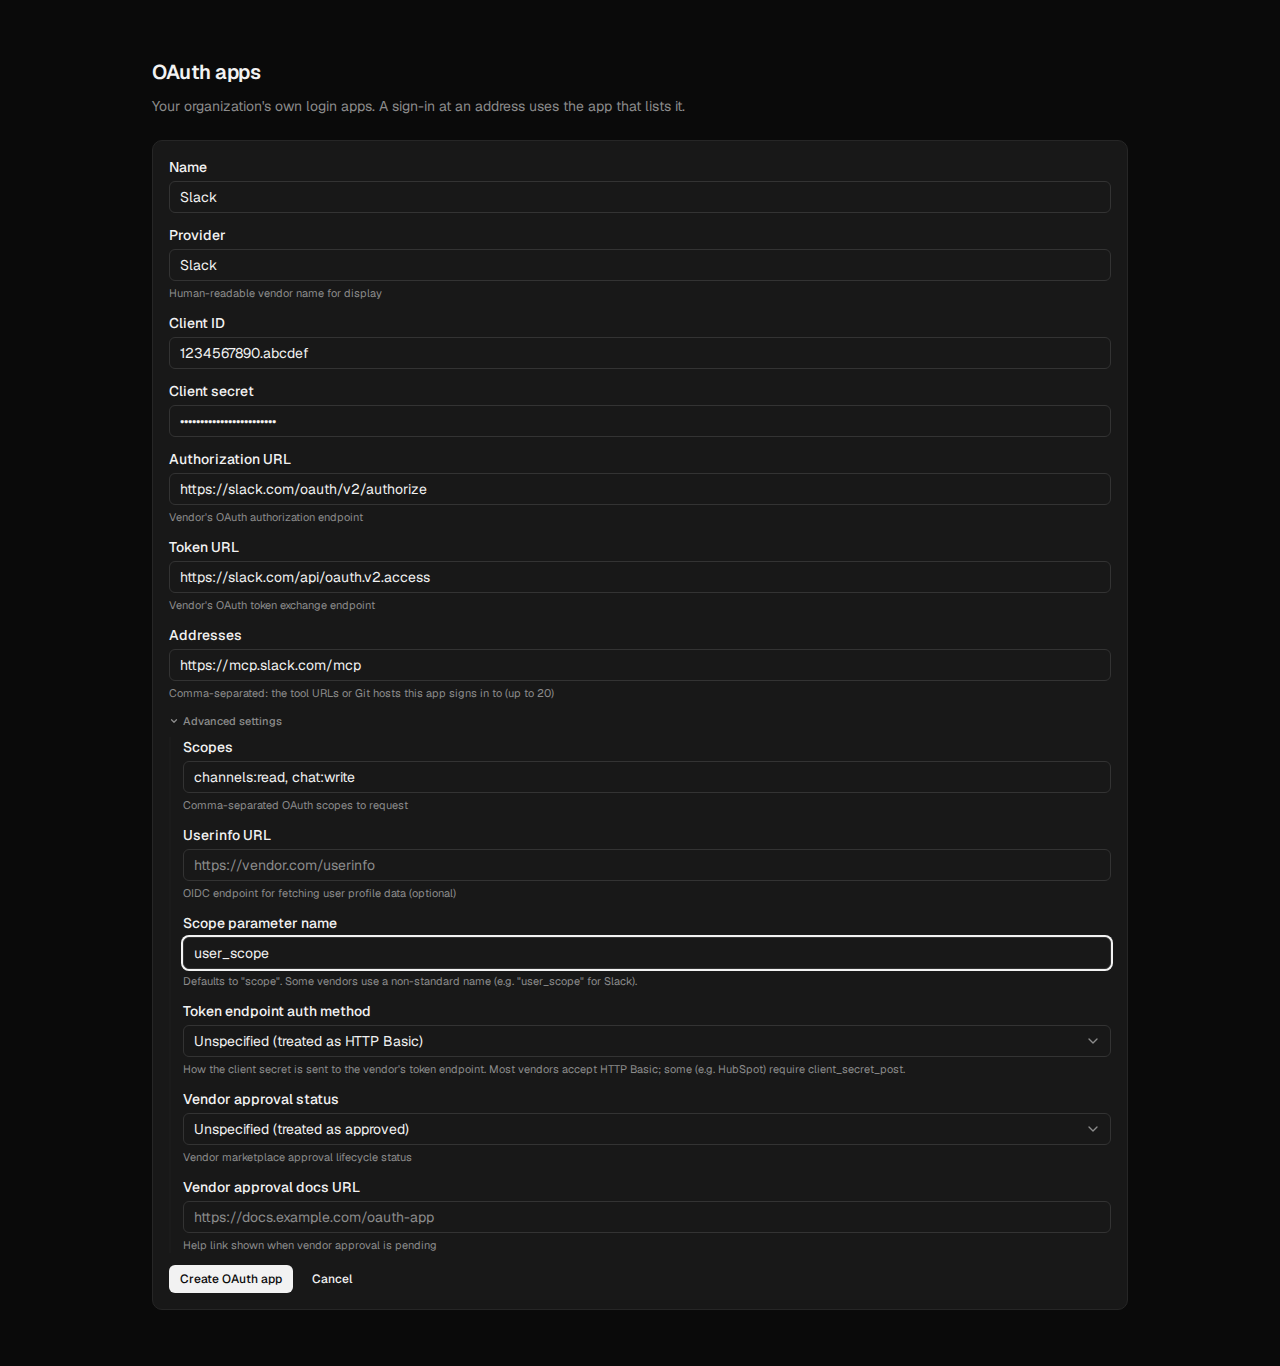 OAuth apps
Your organization's own login apps. A sign-in at an address uses the app that lists it.
Name
Slack
Provider
Slack
Human-readable vendor name for display
Client ID
1234567890.abcdef
Client secret
••••••••••••••••••••••••
Authorization URL
https://slack.com/oauth/v2/authorize
Vendor's OAuth authorization endpoint
Token URL
https://slack.com/api/oauth.v2.access
Vendor's OAuth token exchange endpoint
Addresses
https://mcp.slack.com/mcp
Comma-separated: the tool URLs or Git hosts this app signs in to (up to 20)
Advanced settings
Scopes
channels:read, chat:write
Comma-separated OAuth scopes to request
Userinfo URL
https://vendor.com/userinfo
OIDC endpoint for fetching user profile data (optional)
Scope parameter name
user_scope
Defaults to "scope". Some vendors use a non-standard name (e.g. "user_scope" for Slack).
Token endpoint auth method
Unspecified (treated as HTTP Basic)
How the client secret is sent to the vendor's token endpoint. Most vendors accept HTTP Basic; some (e.g. HubSpot) require client_secret_post.
Vendor approval status
Unspecified (treated as approved)
Vendor marketplace approval lifecycle status
Vendor approval docs URL
https://docs.example.com/oauth-app
Help link shown when vendor approval is pending
Create OAuth app Cancel